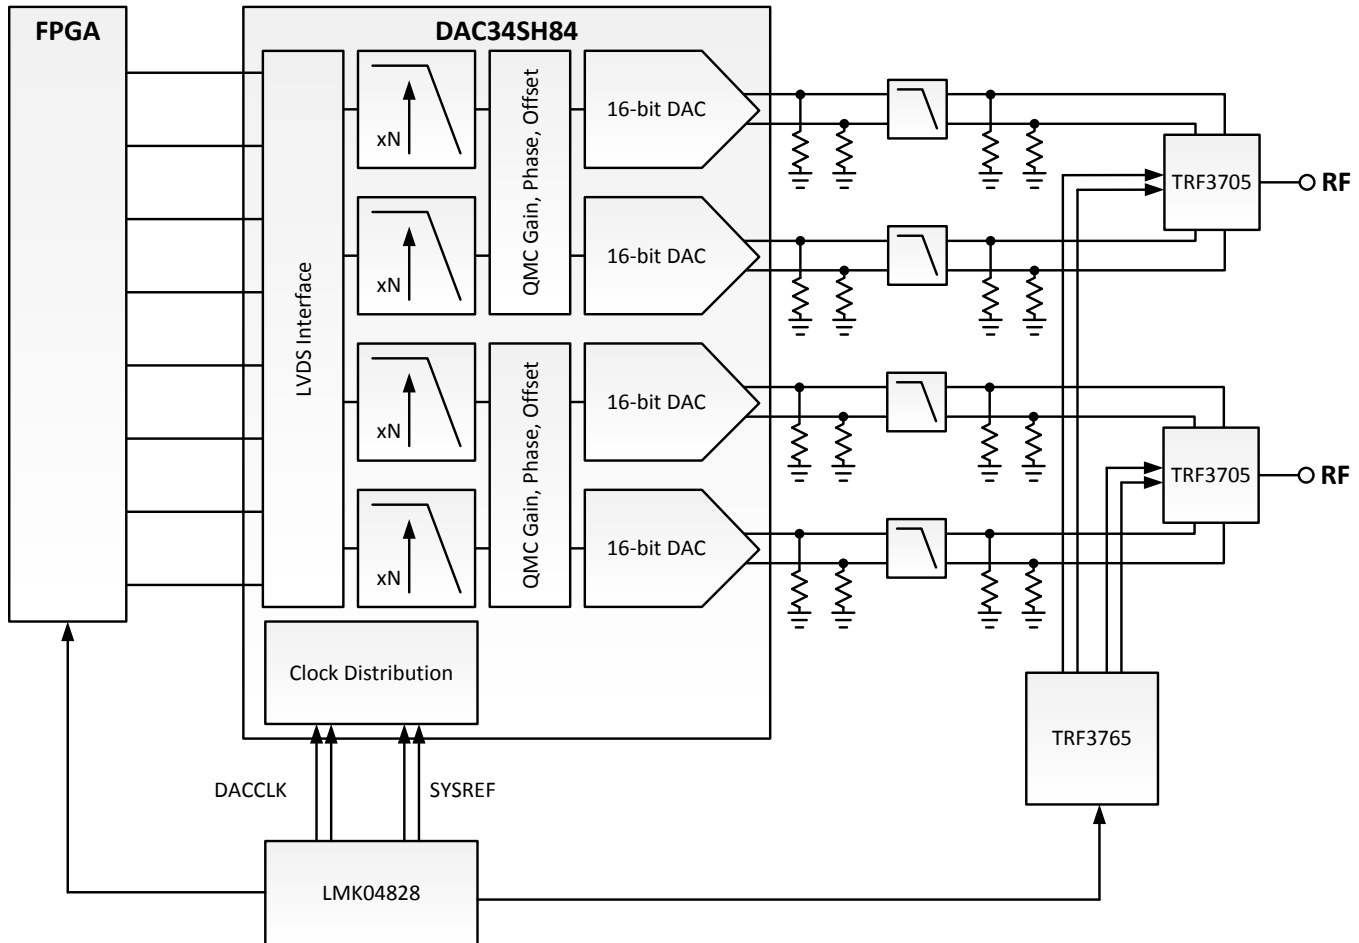 FPGA
DAC34SH84
LVDS Interface
xN
QMC Gain, Phase, Offset
16-bit DAC
xN
16-bit DAC
TRF3705
RF
xN
QMC Gain, Phase, Offset
16-bit DAC
xN
16-bit DAC
TRF3705
RF
Clock Distribution
TRF3765
DACCLK
SYSREF
LMK04828